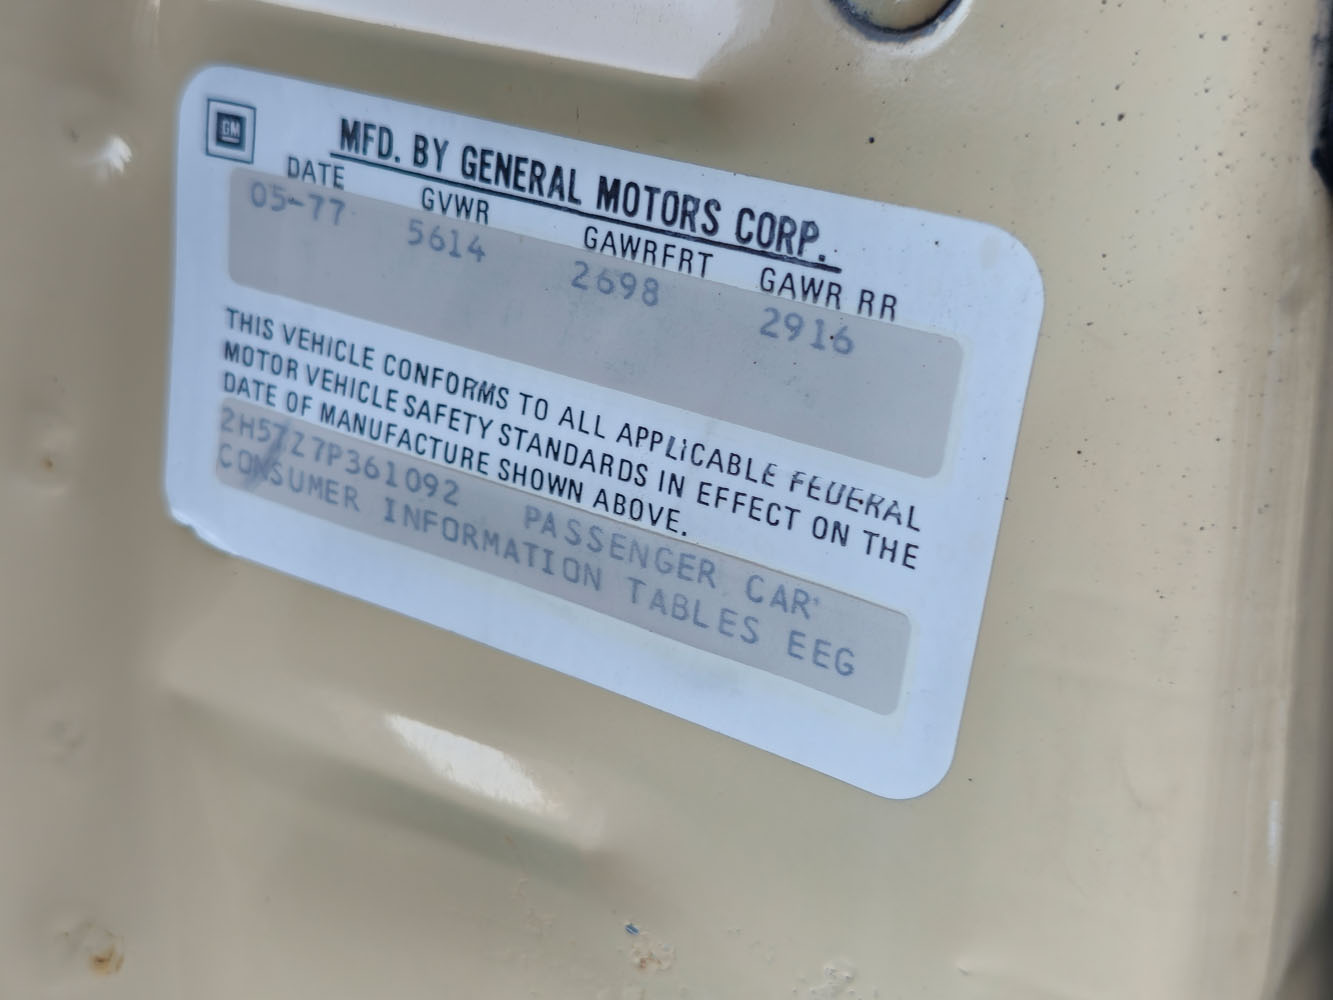 GM
MFD. BY GENERAL MOTORS CORP.
DATE GVWR GAWRFRT GAWR RR
05-77 5614 2698 2916
THIS VEHICLE CONFORMS TO ALL APPLICABLE FEDERAL
MOTOR VEHICLE SAFETY STANDARDS IN EFFECT ON THE
DATE OF MANUFACTURE SHOWN ABOVE.
2H57Z7P361092 PASSENGER CAR
CONSUMER INFORMATION TABLES EEG